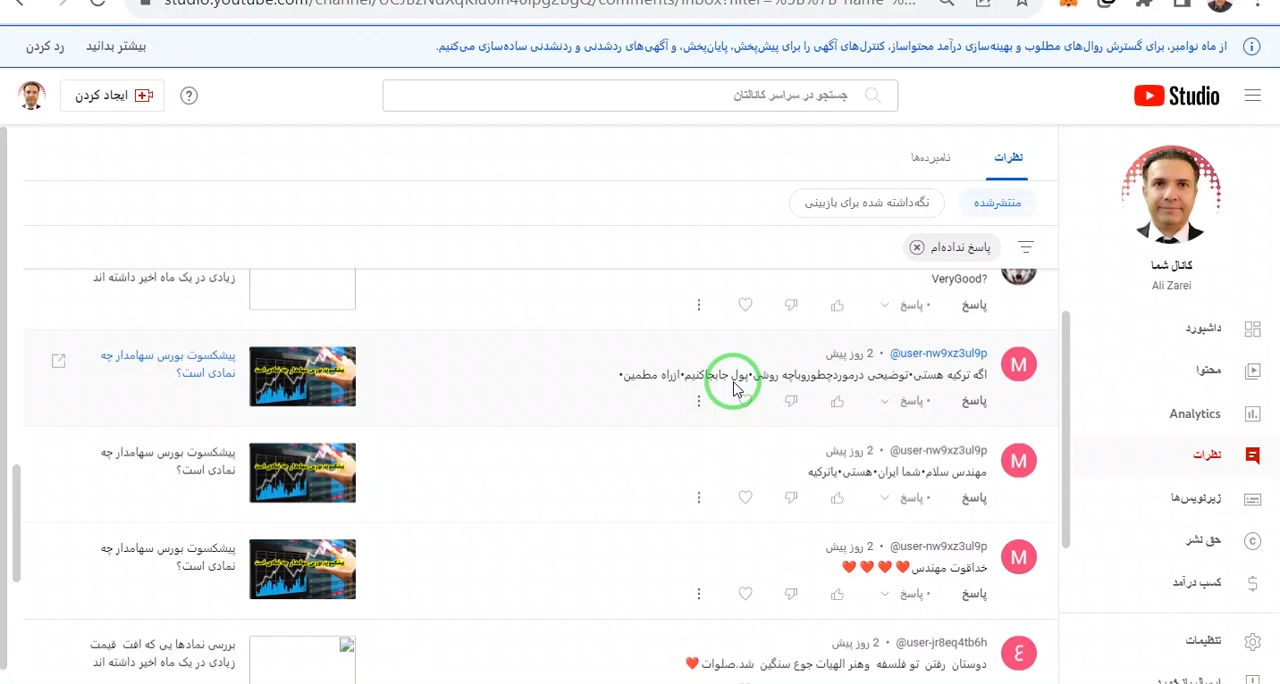 از ماه نوامبر، برای گسترش روال‌های مطلوب و بهینه‌سازی درآمد محتواساز، کنترل‌های آگهی را برای پیش‌پخش، پایان‌پخش، و آگهی‌های ردشدنی و ردنشدنی ساده‌سازی می‌کنیم.
بیشتر بدانید
رد کردن
Studio
جستجو در سراسر کانالتان
ایجاد کردن
کانال شما
Ali Zarei
داشبورد
محتوا
Analytics
نظرات
زیرنویس‌ها
حق نشر
کسب درآمد
تنظیمات
نظرات
نامبرده‌ها
منتشرشده
نگه‌داشته شده برای بازبینی
پاسخ نداده‌ام
VeryGood?
زیادی در یک ماه اخیر داشته اند
پاسخ
۰ پاسخ
@user-nw9xz3ul9p • 2 روز پیش
اگه ترکیه هستی•توضیحی درموردچطوروباچه روشی•پول جابجاکنیم•ازراه مطمین•
پاسخ
۰ پاسخ
پیشکسوت بورس سهامدار چه
نمادی است؟
@user-nw9xz3ul9p • 2 روز پیش
مهندس سلام•شما ایران•هستی•یاترکیه
پاسخ
۰ پاسخ
پیشکسوت بورس سهامدار چه
نمادی است؟
@user-nw9xz3ul9p • 2 روز پیش
خداقوت مهندس❤️❤️❤️❤️
پاسخ
۰ پاسخ
پیشکسوت بورس سهامدار چه
نمادی است؟
@user-jr8eq4tb6h • 2 روز پیش
دوستان رفتن تو فلسفه وهنر الهیات جوع سنگین شد.صلوات❤️
بررسی نمادها یی که افت قیمت
زیادی در یک ماه اخیر داشته اند